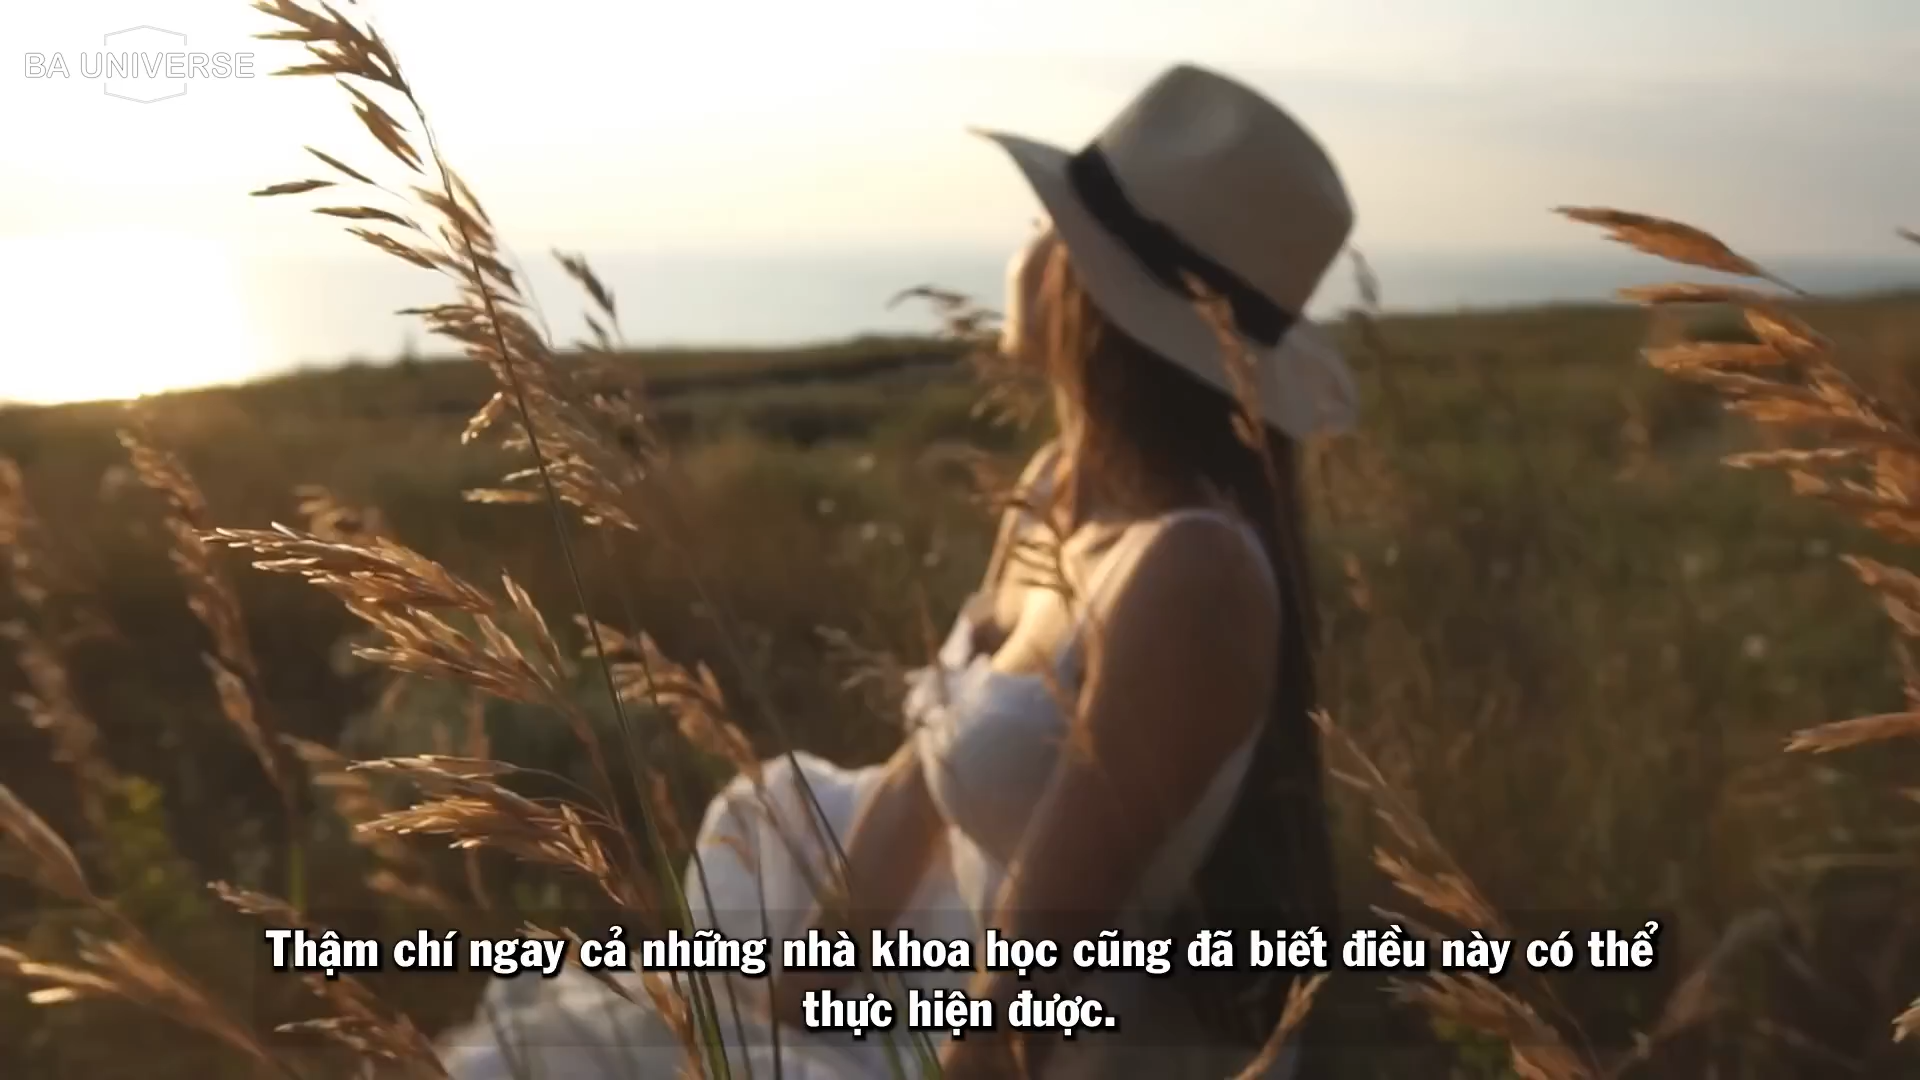 BA UNIVERSE
Thậm chí ngay cả những nhà khoa học cũng đã biết điều này có thể
thực hiện được.